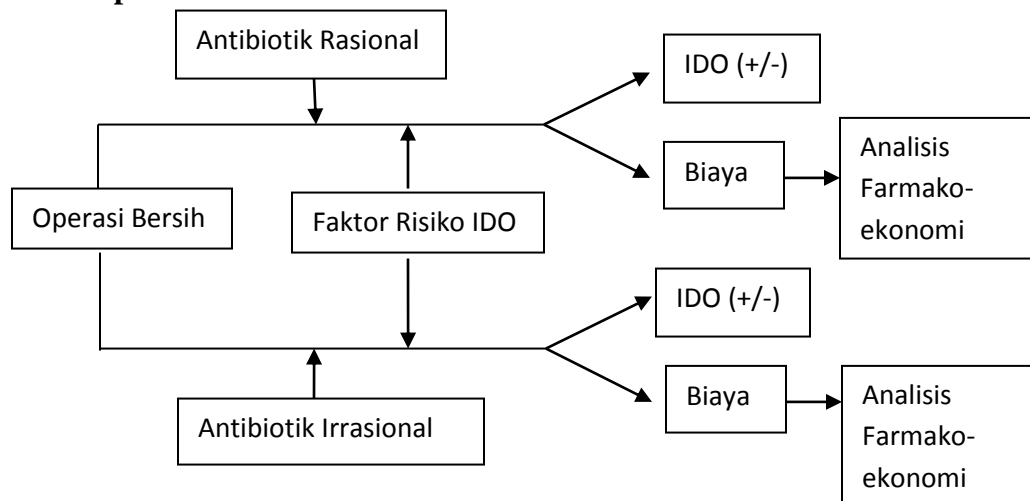 Antibiotik Rasional
IDO (+/-)
Biaya
Analisis
Farmako-
ekonomi
Operasi Bersih
Faktor Risiko IDO
IDO (+/-)
Biaya
Analisis
Farmako-
ekonomi
Antibiotik Irrasional